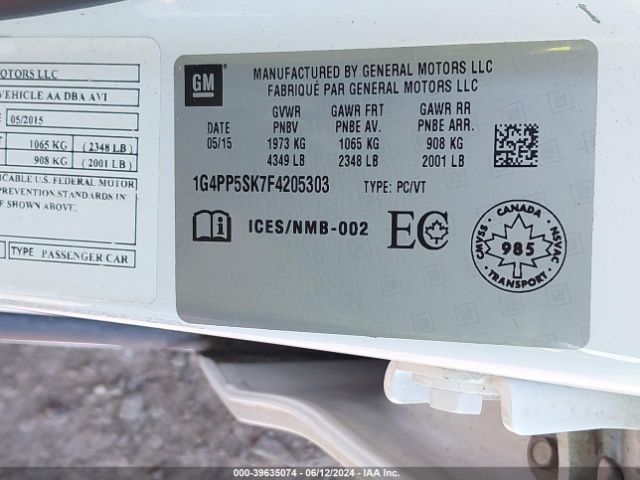 OTORS LLC
VEHICLE AA DBA AVI
05/2015
1065 KG (2348 LB)
908 KG (2001 LB)
ICABLE U.S. FEDERAL MOTOR
PREVENTION STANDARDS IN
F SHOWN ABOVE.
TYPE: PASSENGER CAR
GM
MANUFACTURED BY GENERAL MOTORS LLC
FABRIQUÉ PAR GENERAL MOTORS LLC
GVWR GAWR FRT GAWR RR
DATE PNBV PNBE AV. PNBE ARR.
05/15 1973 KG 1065 KG 908 KG
4349 LB 2348 LB 2001 LB
1G4PP5SK7F4205303 TYPE: PC/VT
i ICES/NMB-002 EC
CANADA
CMVSS 985 NSVAC
TRANSPORT
000-39635074 / 06/12/2024 / IAA Inc.